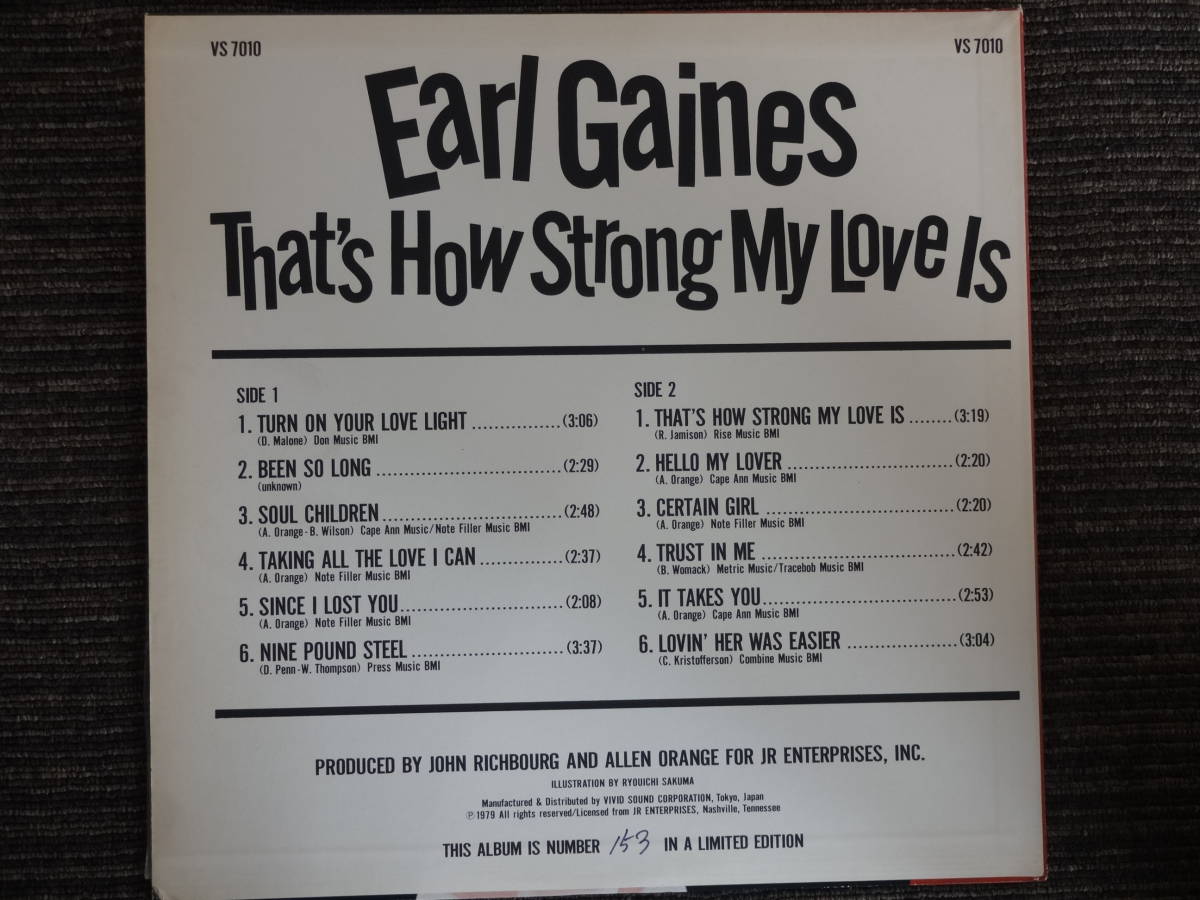 VS 7010
VS 7010
Earl Gaines
That's How Strong My Love Is
SIDE 1
1. TURN ON YOUR LOVE LIGHT ................(3:06)
(D. Malone) Don Music BMI
2. BEEN SO LONG .................................(2:29)
(unknown)
3. SOUL CHILDREN ................................(2:48)
(A. Orange-B. Wilson) Cape Ann Music/Note Filler Music BMI
4. TAKING ALL THE LOVE I CAN ...............(2:37)
(A. Orange) Note Filler Music BMI
5. SINCE I LOST YOU.............................(2:08)
(A. Orange) Note Filler Music BMI
6. NINE POUND STEEL ...........................(3:37)
(D. Penn-W. Thompson) Press Music BMI
SIDE 2
1. THAT'S HOW STRONG MY LOVE IS ........(3:19)
(R. Jamison) Rise Music BMI
2. HELLO MY LOVER ..............................(2:20)
(A. Orange) Cape Ann Music BMI
3. CERTAIN GIRL ...................................(2:20)
(A. Orange) Note Filler Music BMI
4. TRUST IN ME ...................................(2:42)
(B. Womack) Metric Music/Tracebob Music BMI
5. IT TAKES YOU...................................(2:53)
(A. Orange) Cape Ann Music BMI
6. LOVIN' HER WAS EASIER ....................(3:04)
(C. Kristofferson) Combine Music BMI
PRODUCED BY JOHN RICHBOURG AND ALLEN ORANGE FOR JR ENTERPRISES, INC.
ILLUSTRATION BY RYOUICHI SAKUMA
Manufactured & Distributed by VIVID SOUND CORPORATION, Tokyo, Japan
℗1979 All rights reserved/Licensed from JR ENTERPRISES, Nashville, Tennessee
THIS ALBUM IS NUMBER 153 IN A LIMITED EDITION